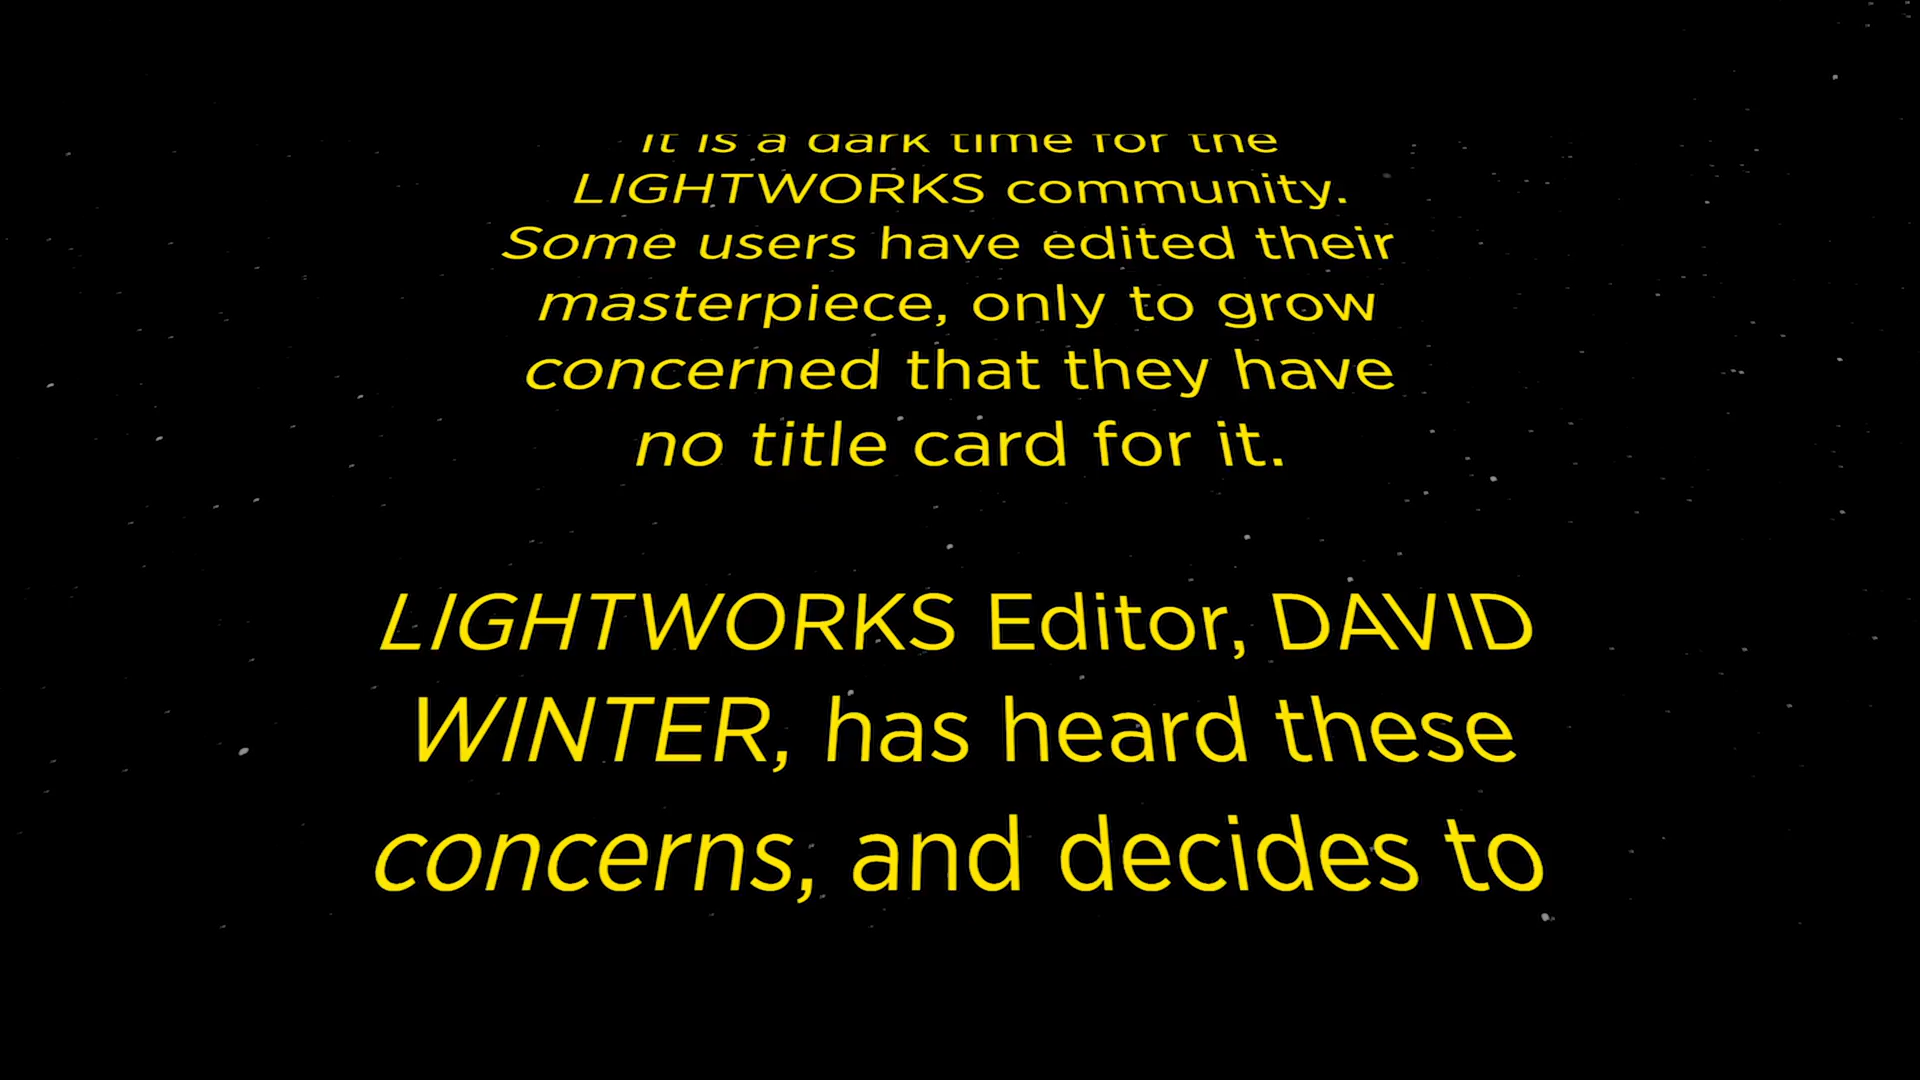 It is a dark time for the
LIGHTWORKS community.
Some users have edited their
masterpiece, only to grow
concerned that they have
no title card for it.
LIGHTWORKS Editor, DAVID
WINTER, has heard these
concerns, and decides to